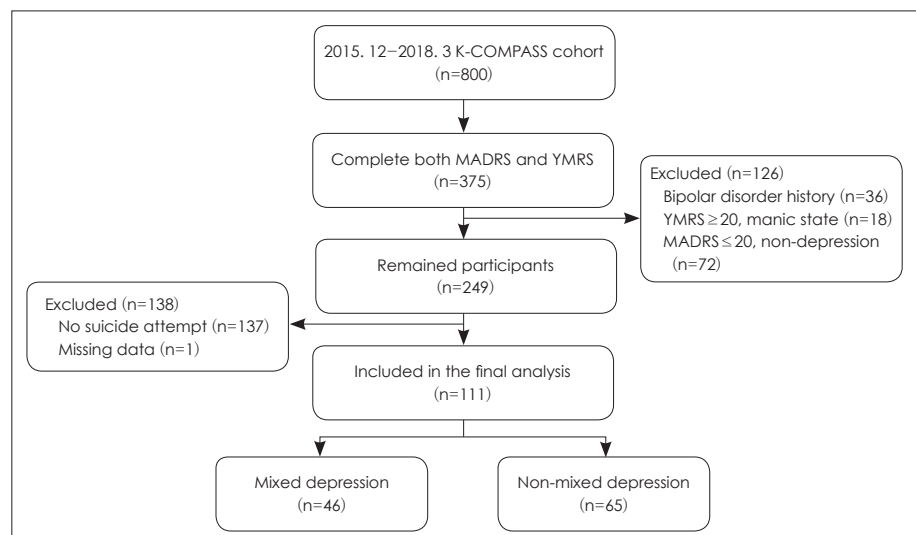 2015. 12−2018. 3 K-COMPASS cohort
(n=800)
Complete both MADRS and YMRS
(n=375)
Excluded (n=126)
Bipolar disorder history (n=36)
YMRS≥20, manic state (n=18)
MADRS≤20, non-depression
(n=72)
Remained participants
(n=249)
Excluded (n=138)
No suicide attempt (n=137)
Missing data (n=1)
Included in the final analysis
(n=111)
Mixed depression
(n=46)
Non-mixed depression
(n=65)